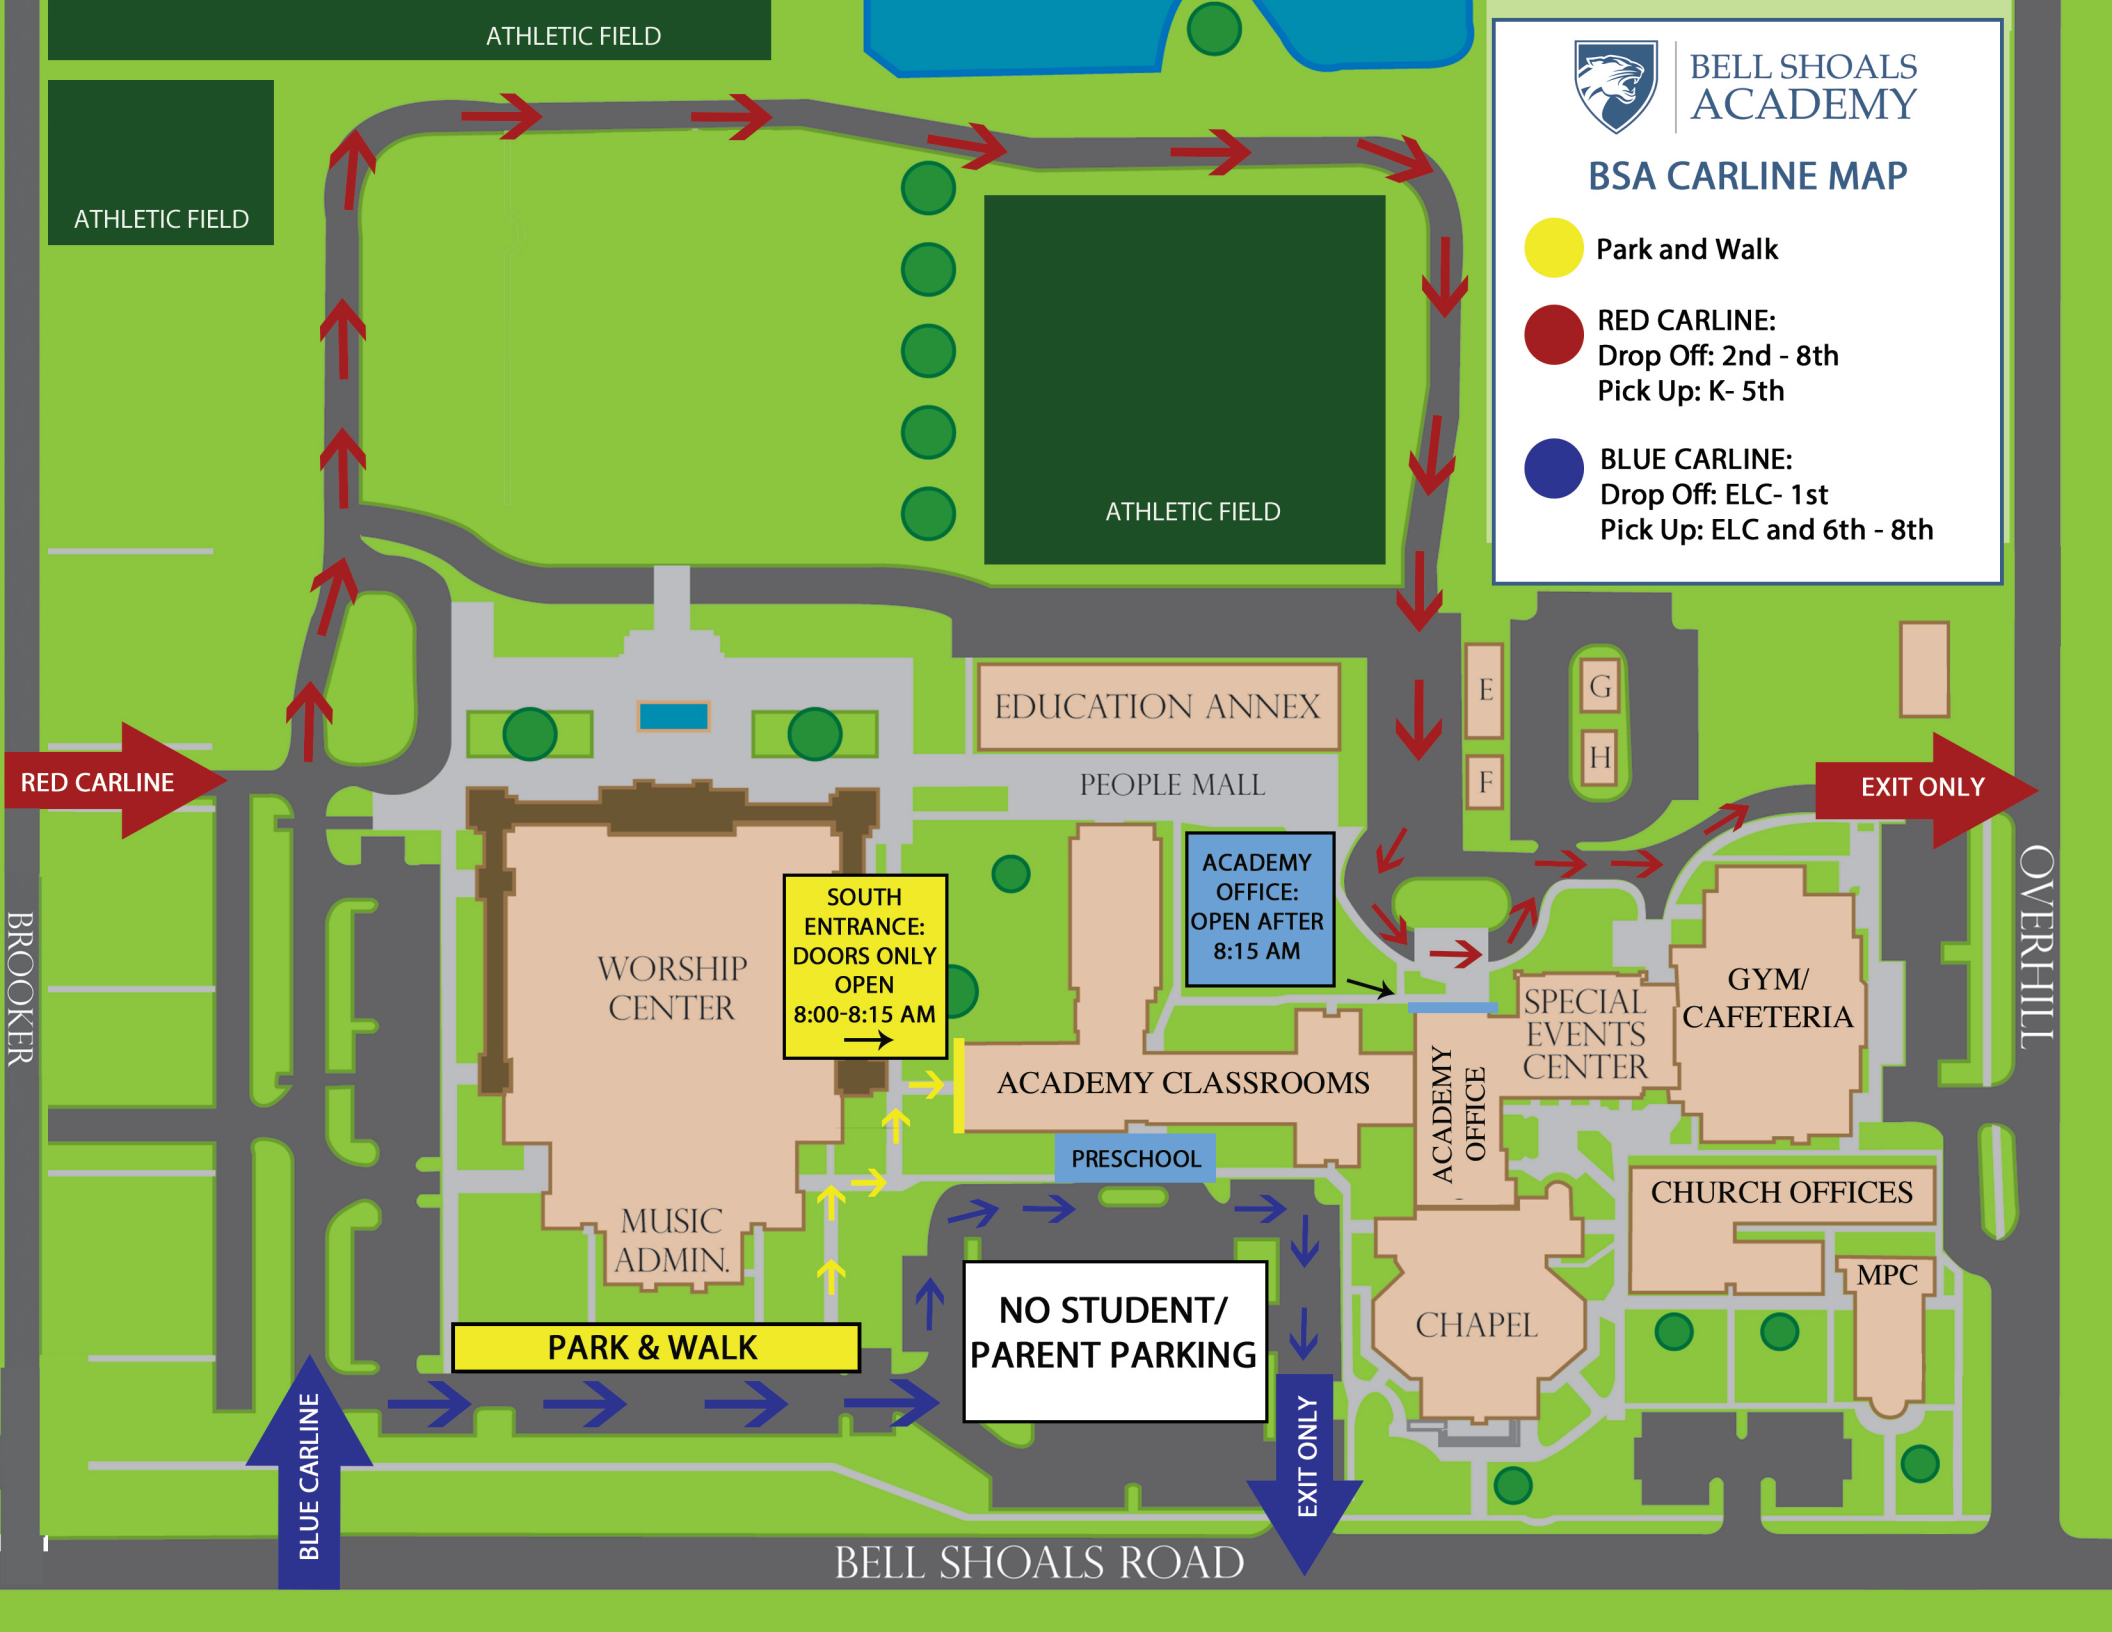 ATHLETIC FIELD
ATHLETIC FIELD
ATHLETIC FIELD
BELL SHOALS
ACADEMY
BSA CARLINE MAP
Park and Walk
RED CARLINE:
Drop Off: 2nd - 8th
Pick Up: K- 5th
BLUE CARLINE:
Drop Off: ELC- 1st
Pick Up: ELC and 6th - 8th
EDUCATION ANNEX
E
F
G
H
RED CARLINE
PEOPLE MALL
EXIT ONLY
ACADEMY
OFFICE:
OPEN AFTER
8:15 AM
SOUTH
ENTRANCE:
DOORS ONLY
OPEN
8:00-8:15 AM
BROOKER
OVERHILL
WORSHIP
CENTER
SPECIAL
EVENTS
CENTER
GYM/
CAFETERIA
ACADEMY CLASSROOMS
ACADEMY
OFFICE
PRESCHOOL
CHURCH OFFICES
MUSIC
ADMIN.
MPC
NO STUDENT/
PARENT PARKING
CHAPEL
PARK & WALK
BLUE CARLINE
EXIT ONLY
BELL SHOALS ROAD